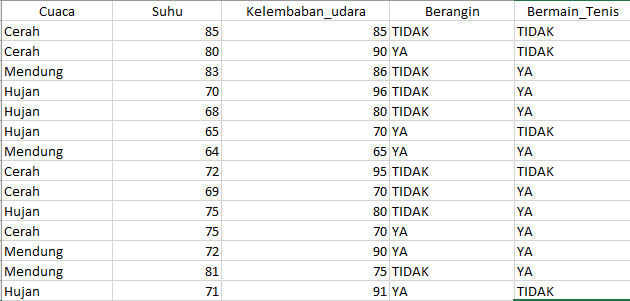 Cuaca Suhu Kelembaban_udara Berangin Bermain_Tenis
Cerah 85 85 TIDAK TIDAK
Cerah 80 90 YA TIDAK
Mendung 83 86 TIDAK YA
Hujan 70 96 TIDAK YA
Hujan 68 80 TIDAK YA
Hujan 65 70 YA TIDAK
Mendung 64 65 YA YA
Cerah 72 95 TIDAK TIDAK
Cerah 69 70 TIDAK YA
Hujan 75 80 TIDAK YA
Cerah 75 70 YA YA
Mendung 72 90 YA YA
Mendung 81 75 TIDAK YA
Hujan 71 91 YA TIDAK